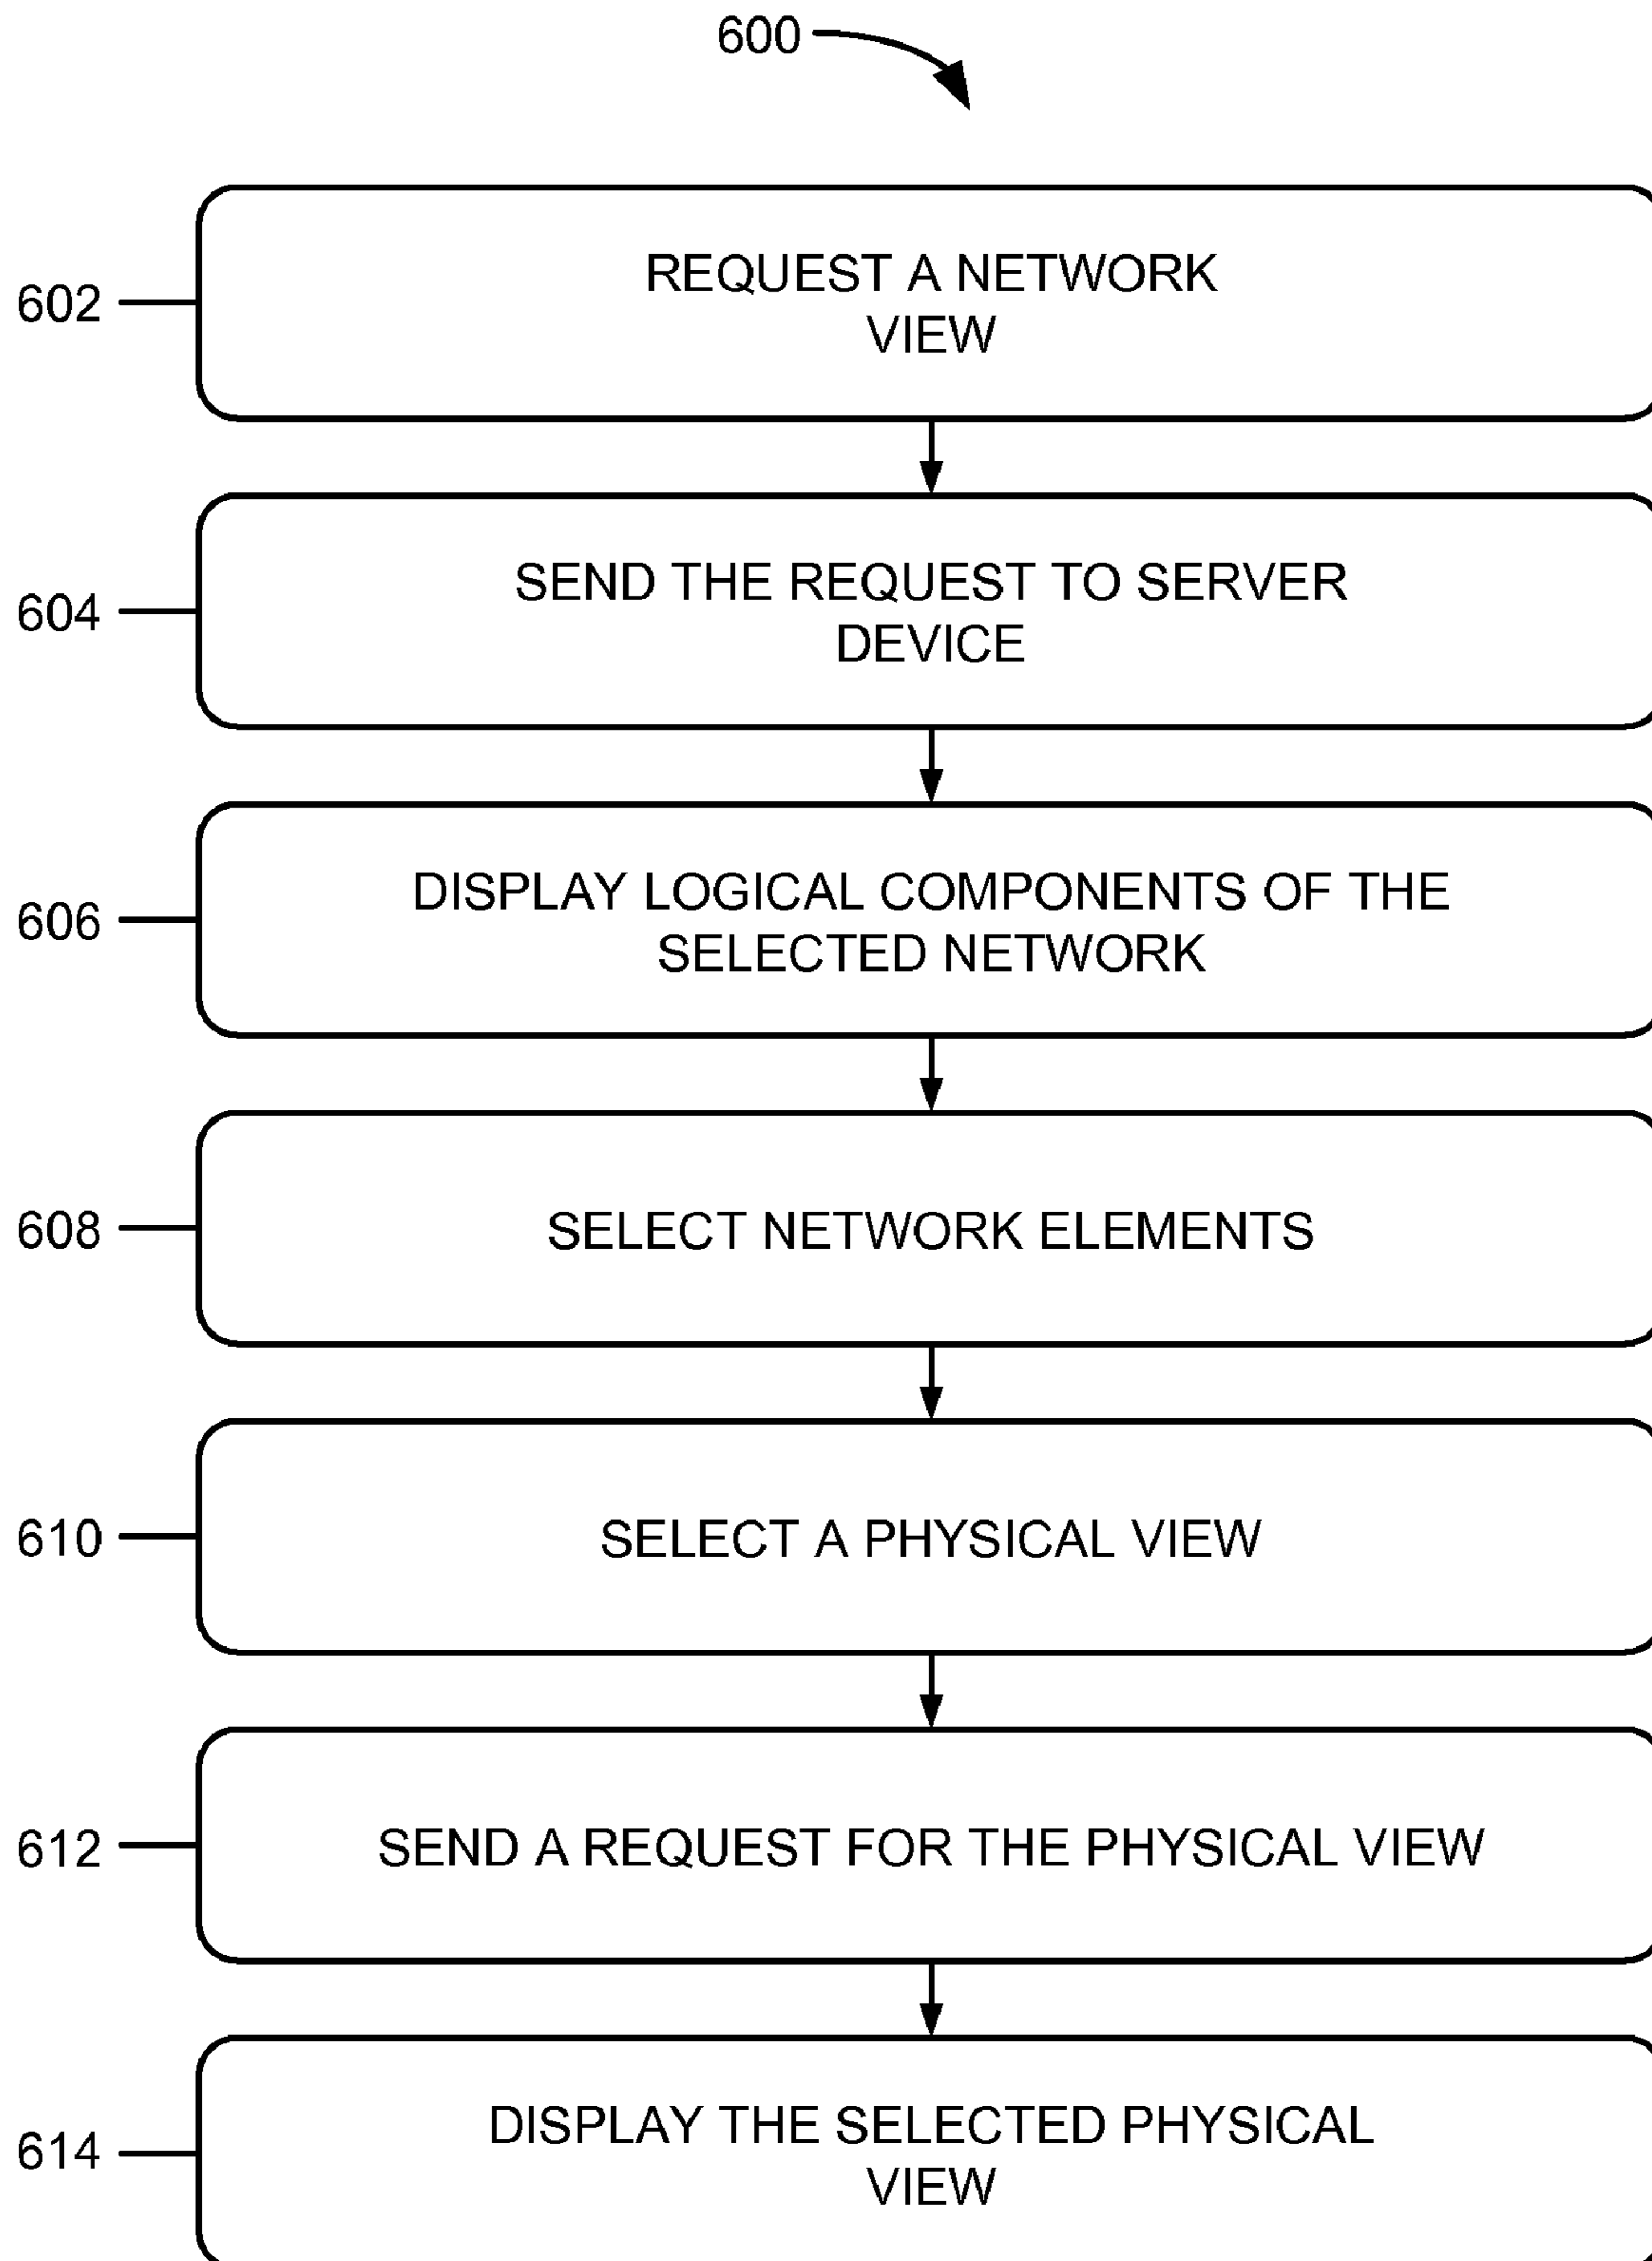 600
602
REQUEST A NETWORK
VIEW
604
SEND THE REQUEST TO SERVER
DEVICE
606
DISPLAY LOGICAL COMPONENTS OF THE
SELECTED NETWORK
608
SELECT NETWORK ELEMENTS
610
SELECT A PHYSICAL VIEW
612
SEND A REQUEST FOR THE PHYSICAL VIEW
614
DISPLAY THE SELECTED PHYSICAL
VIEW